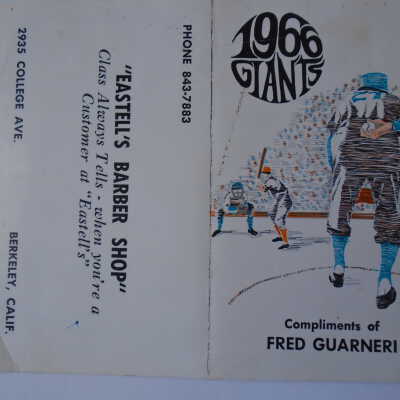 PHONE 843-7883
"EASTELL'S BARBER SHOP"
Class Always Tells - when you're a
Customer at "Eastell's"
2935 COLLEGE AVE.
BERKELEY, CALIF.
1966
GIANTS
Compliments of
FRED GUARNERI